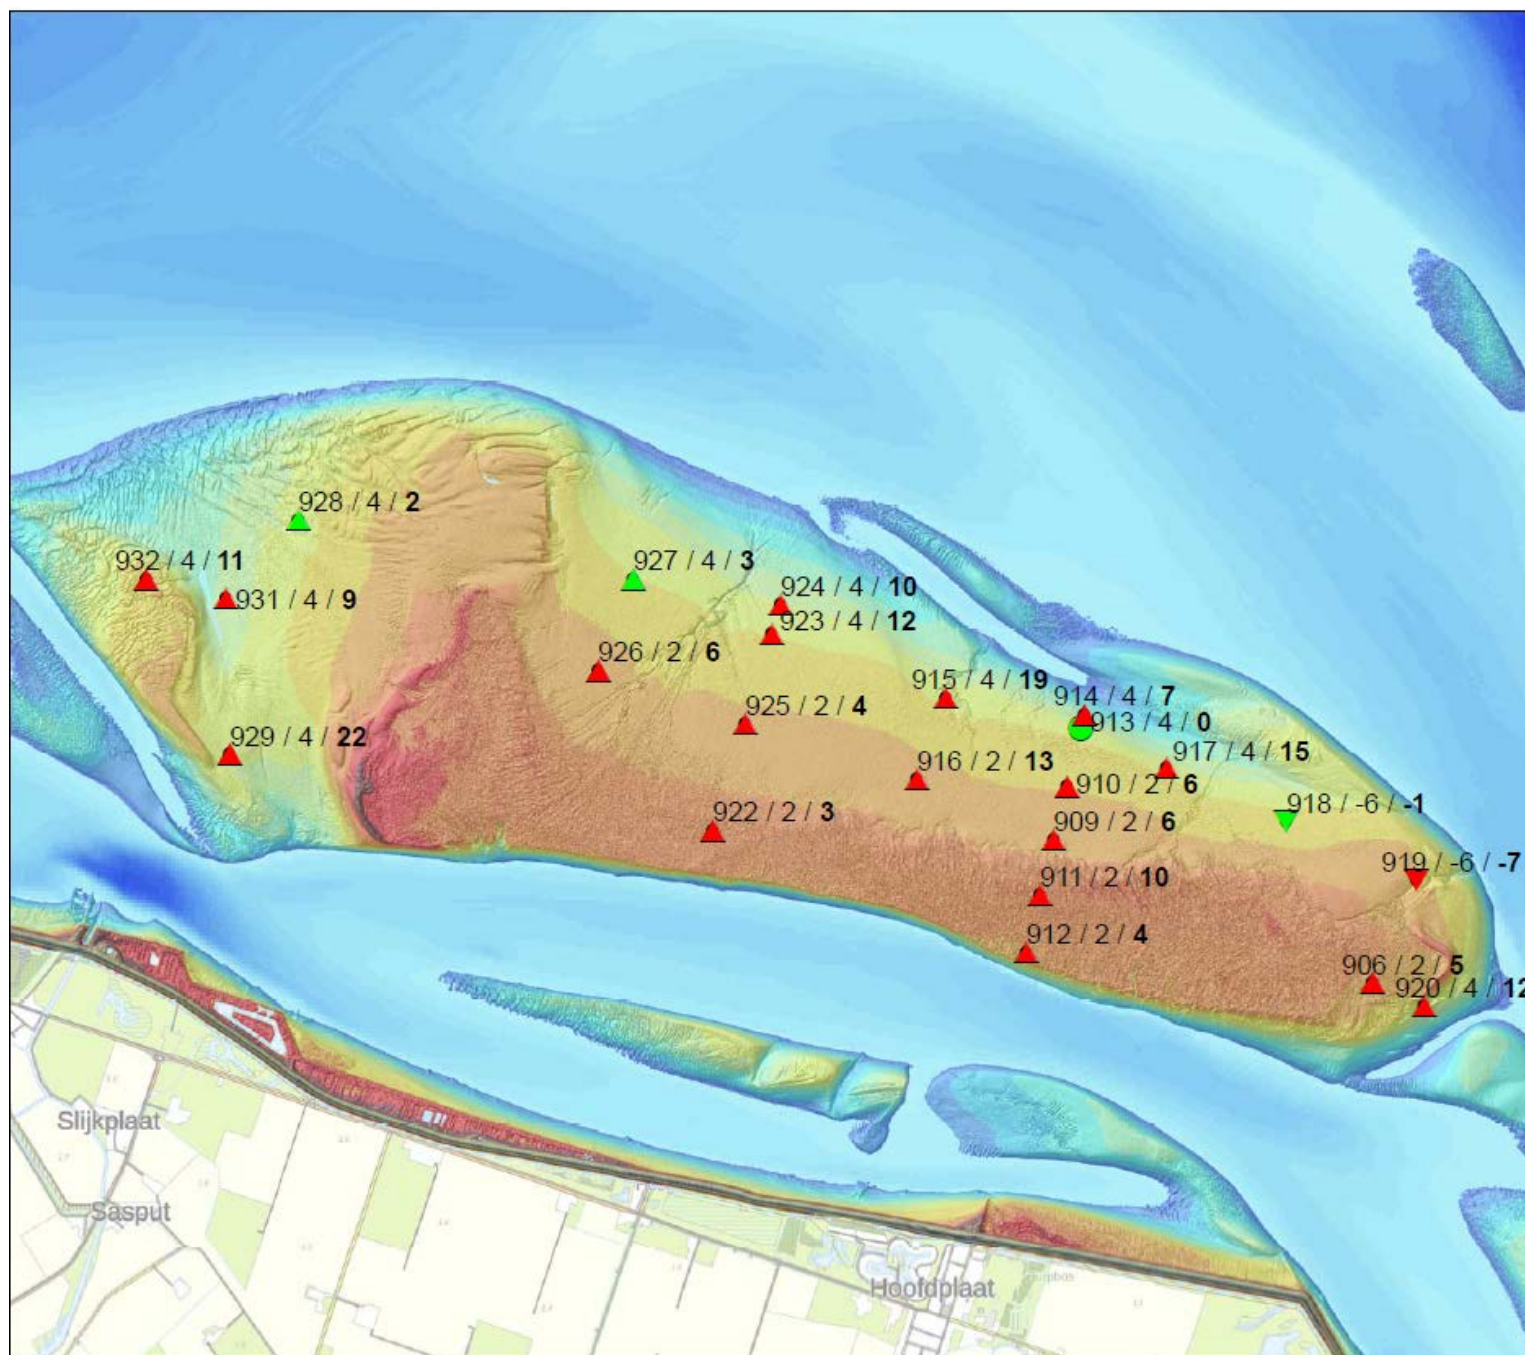 928 / 4 / 2
932 / 4 / 11
927 / 4 / 3
931 / 4 / 9
924 / 4 / 10
923 / 4 / 12
926 / 2 / 6
915 / 4 / 19
914 / 4 / 7
925 / 2 / 4
913 / 4 / 0
929 / 4 / 22
917 / 4 / 15
916 / 2 / 13
910 / 2 / 6
918 / -6 / -1
922 / 2 / 3
909 / 2 / 6
919 / -6 / -7
911 / 2 / 10
912 / 2 / 4
906 / 2 / 5
920 / 4 / 12
Slijkplaat
Sasput
Hoofdplaat